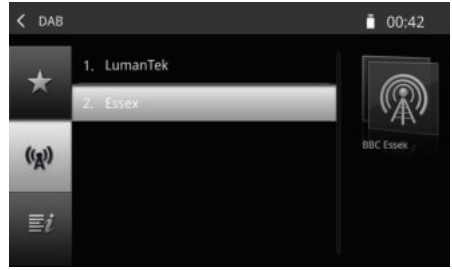 DAB
00:42
1. LumanTek
2. Essex
BBC Essex